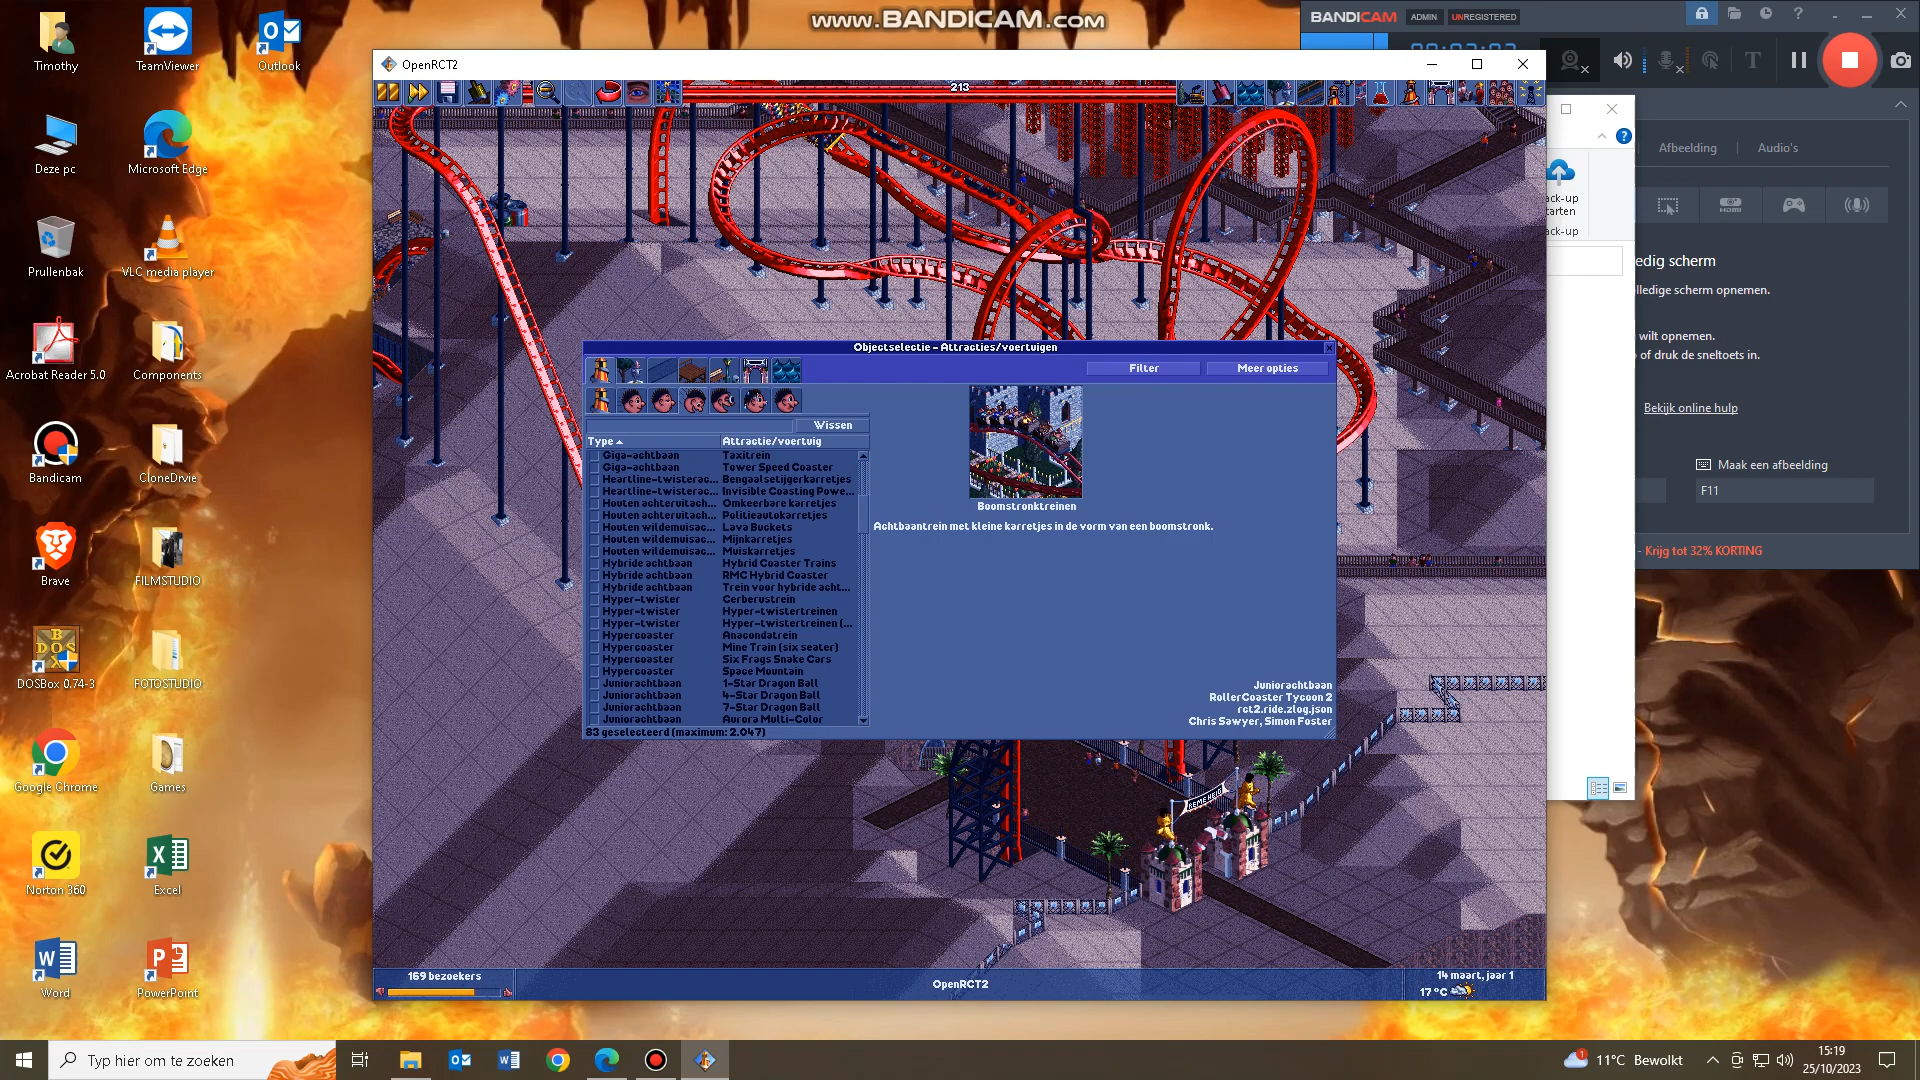 www.BANDICAM.com
BANDICAM
ADMIN
UNREGISTERED
Timothy
TeamViewer
Outlook
Deze pc
Microsoft Edge
Prullenbak
VLC media player
Acrobat Reader 5.0
Components
Bandicam
CloneDrvie
Brave
FILMSTUDIO
DOSBox 0.74-3
FOTOSTUDIO
Google Chrome
Games
Norton 360
Excel
Word
PowerPoint
OpenRCT2
213
Objectselectie - Attracties/voertuigen
Filter
Meer opties
Wissen
Type
Attractie/voertuig
Giga-achtbaan Taxitrein
Giga-achtbaan Tower Speed Coaster
Heartline-twisterac... Bengaalsetijgerkarretjes
Heartline-twisterac... Invisible Coasting Powe...
Houten achteruitach... Omkeerbare karretjes
Houten achteruitach... Politieautokarretjes
Houten wildemuisac... Lava Buckets
Houten wildemuisac... Mijnkarretjes
Houten wildemuisac... Muiskarretjes
Hybride achtbaan Hybrid Coaster Trains
Hybride achtbaan RMC Hybrid Coaster
Hybride achtbaan Trein voor hybride acht...
Hyper-twister Cerberustrein
Hyper-twister Hyper-twistertreinen
Hyper-twister Hyper-twistertreinen (...
Hypercoaster Anacondatrein
Hypercoaster Mine Train (six seater)
Hypercoaster Six Frags Snake Cars
Hypercoaster Space Mountain
Juniorachtbaan 1-Star Dragon Ball
Juniorachtbaan 4-Star Dragon Ball
Juniorachtbaan 7-Star Dragon Ball
Juniorachtbaan Aurora Multi-Color
83 geselecteerd (maximum: 2.047)
Boomstronktreinen
Achtbaantrein met kleine karretjes in de vorm van een boomstronk.
Juniorachtbaan
RollerCoaster Tycoon 2
rct2.ride.zlog.json
Chris Sawyer, Simon Foster
169 bezoekers
OpenRCT2
14 maart, jaar 1
17 °C
ack-up
tarten
ack-up
Afbeelding
Audio's
HDMI
edig scherm
lledige scherm opnemen.
wilt opnemen.
of druk de sneltoets in.
Bekijk online hulp
Maak een afbeelding
F11
- Krijg tot 32% KORTING
Typ hier om te zoeken
11°C Bewolkt
15:19
25/10/2023